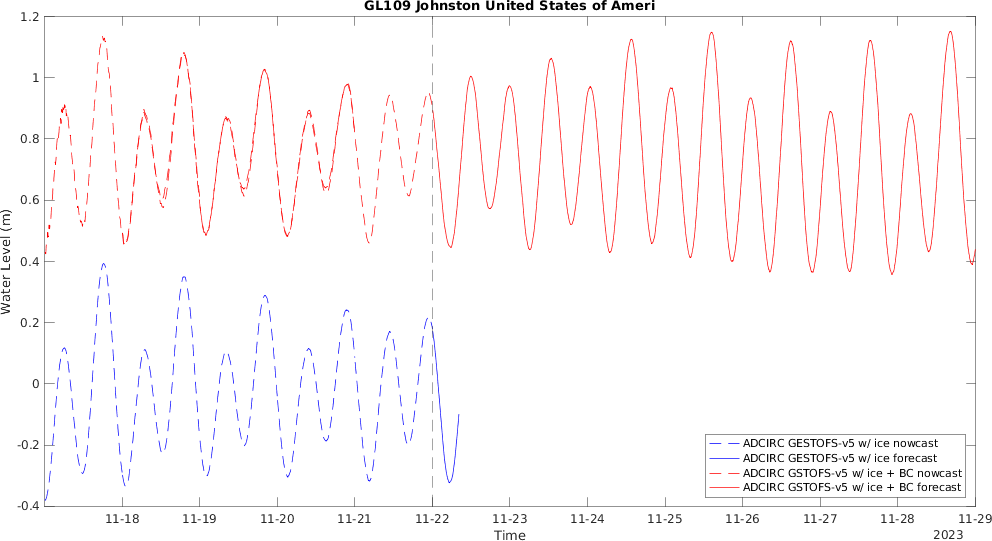 GL109 Johnston United States of Ameri
1.2
1
0.8
0.6
0.4
0.2
0
-0.2
-0.4
Water Level (m)
ADCIRC GESTOFS-v5 w/ ice nowcast
ADCIRC GESTOFS-v5 w/ ice forecast
ADCIRC GSTOFS-v5 w/ ice + BC nowcast
ADCIRC GSTOFS-v5 w/ ice + BC forecast
11-18 11-19 11-20 11-21 11-22 11-23 11-24 11-25 11-26 11-27 11-28 11-29
Time
2023